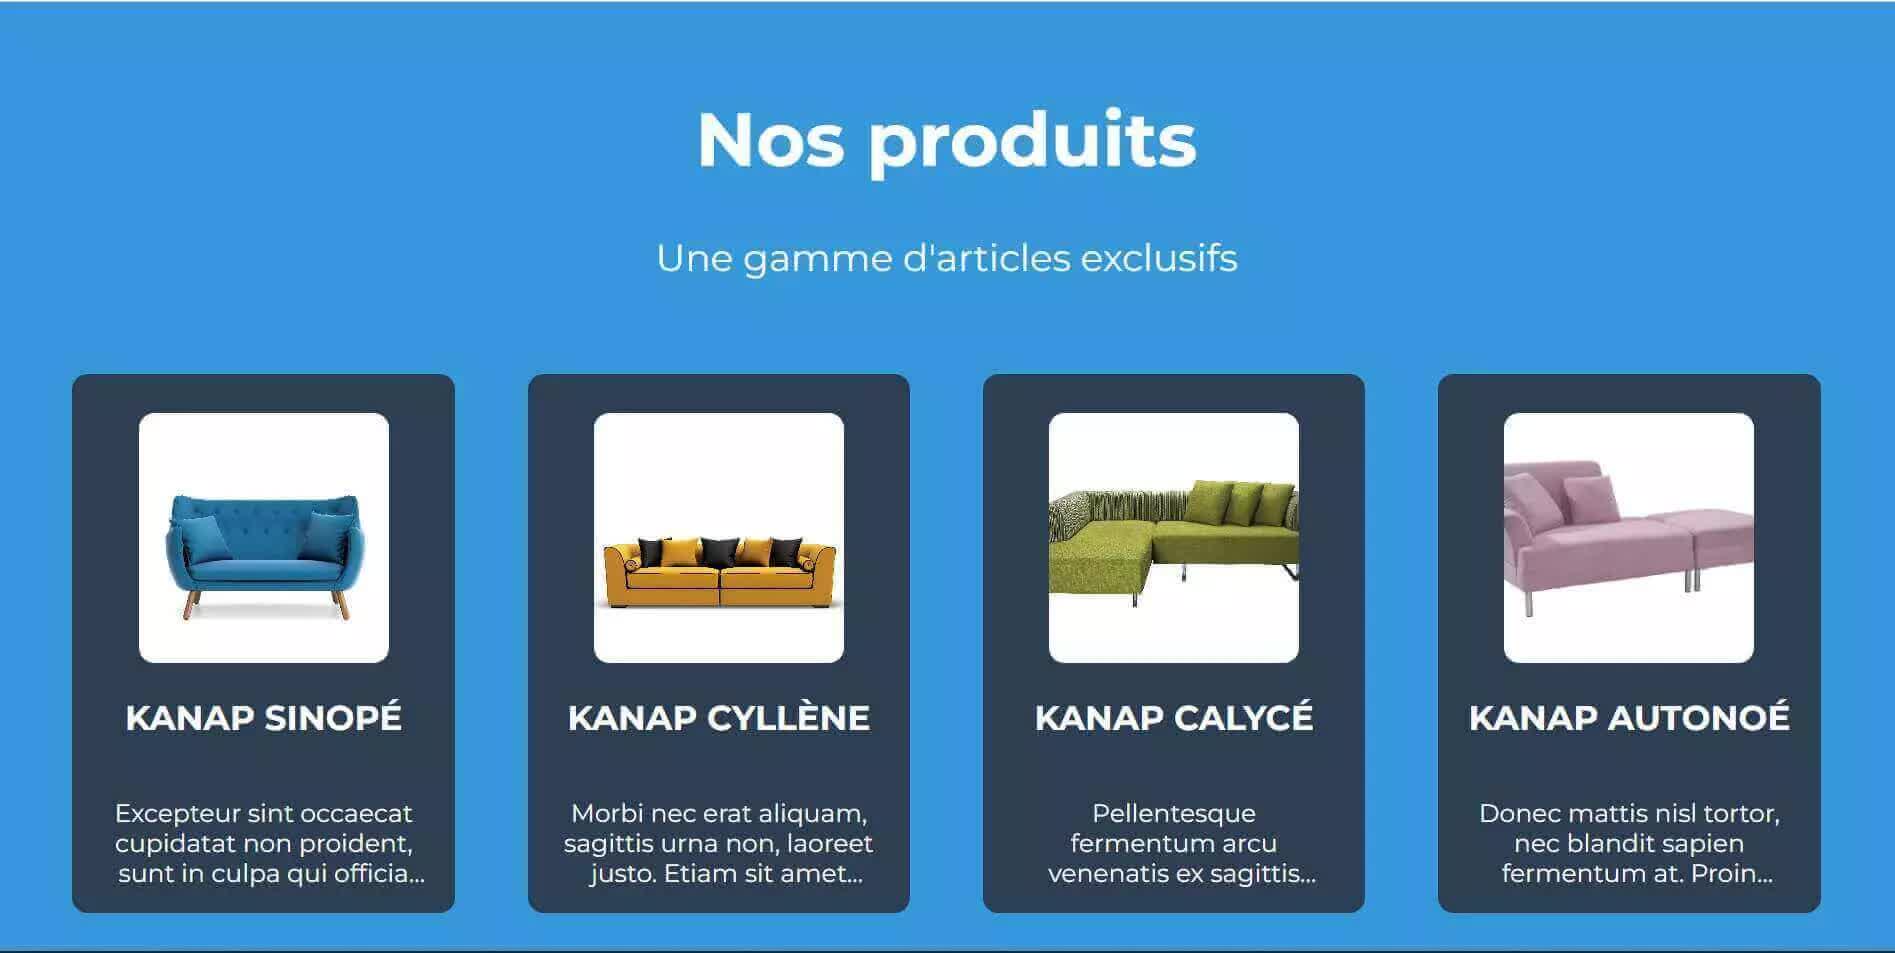 Nos produits
Une gamme d'articles exclusifs
KANAP SINOPÉ
Excepteur sint occaecat
cupidatat non proident,
sunt in culpa qui officia...
KANAP CYLLÈNE
Morbi nec erat aliquam,
sagittis urna non, laoreet
justo. Etiam sit amet...
KANAP CALYCÉ
Pellentesque
fermentum arcu
venenatis ex sagittis...
KANAP AUTONOÉ
Donec mattis nisl tortor,
nec blandit sapien
fermentum at. Proin...